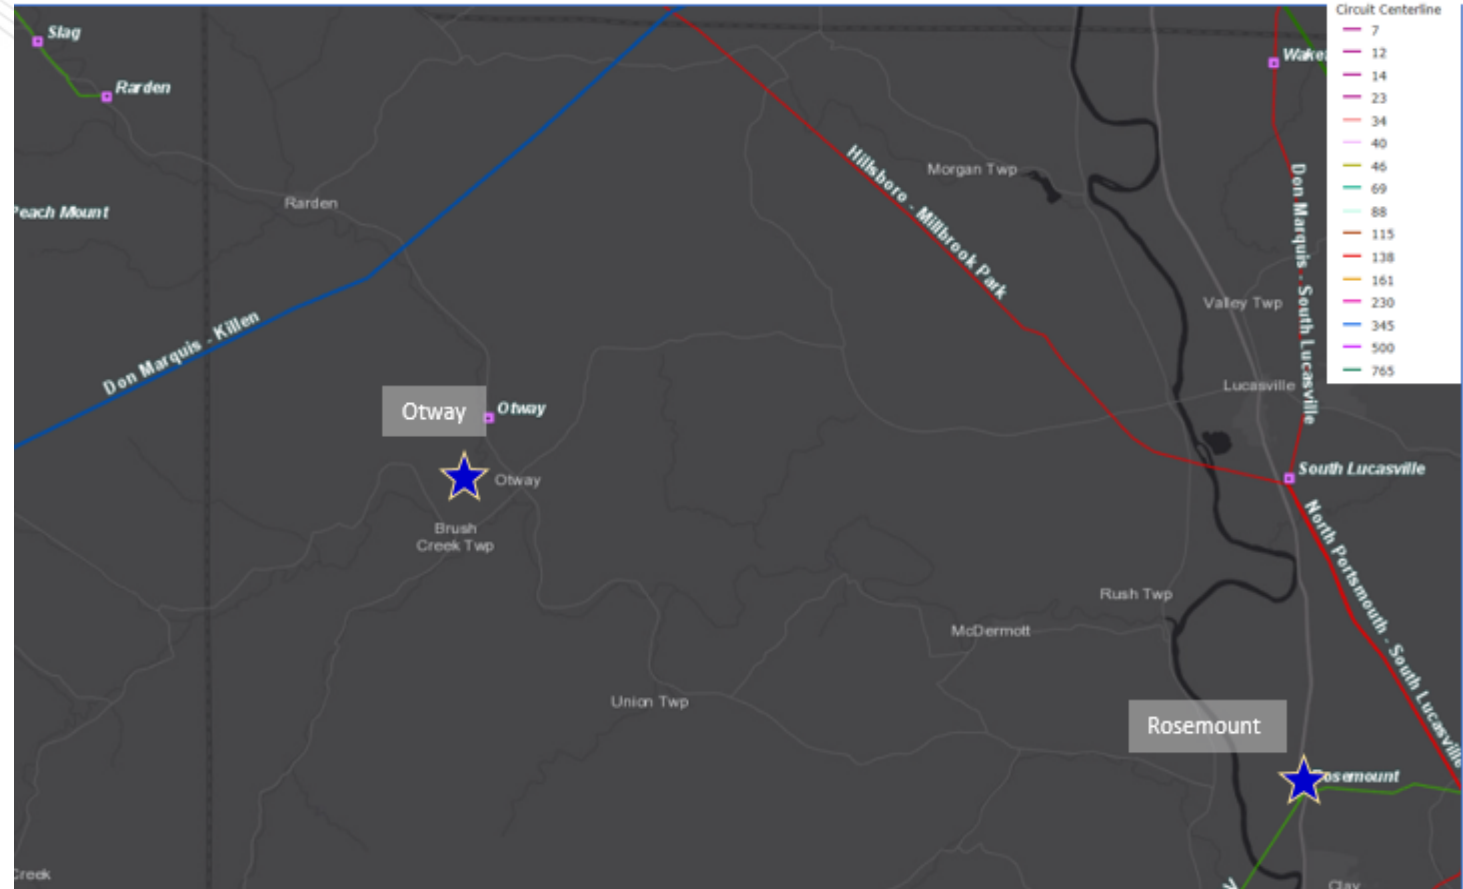 Slag
Rarden
Peach Mount
Rarden
Don Marquis - Killen
Otway
Otway
Otway
Brush
Creek Twp
Hillsboro - Millbrook Park
Morgan Twp
Valley Twp
Lucasville
Don Marquis - South Lucasville
South Lucasville
North Portsmouth - South Lucasville
Rush Twp
McDermott
Union Twp
Rosemount
Rosemount
Creek
Clay
Circuit Centerline
7
12
14
23
34
40
46
69
88
115
138
161
230
345
500
765